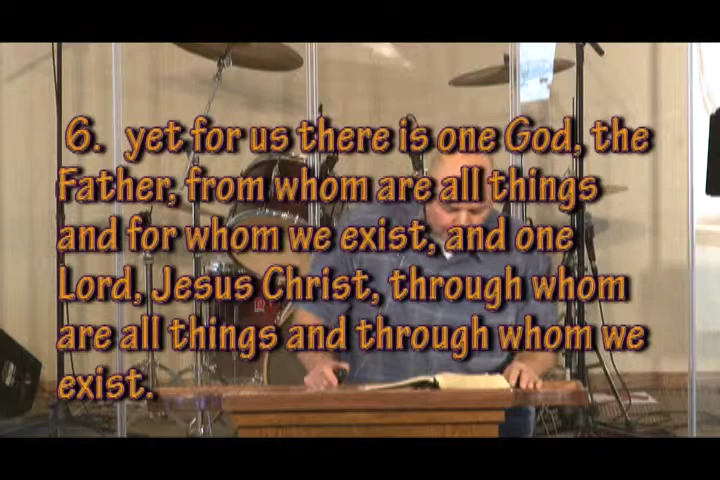 6. yet for us there is one God, the
Father, from whom are all things
and for whom we exist, and one
Lord, Jesus Christ, through whom
are all things and through whom we
exist.